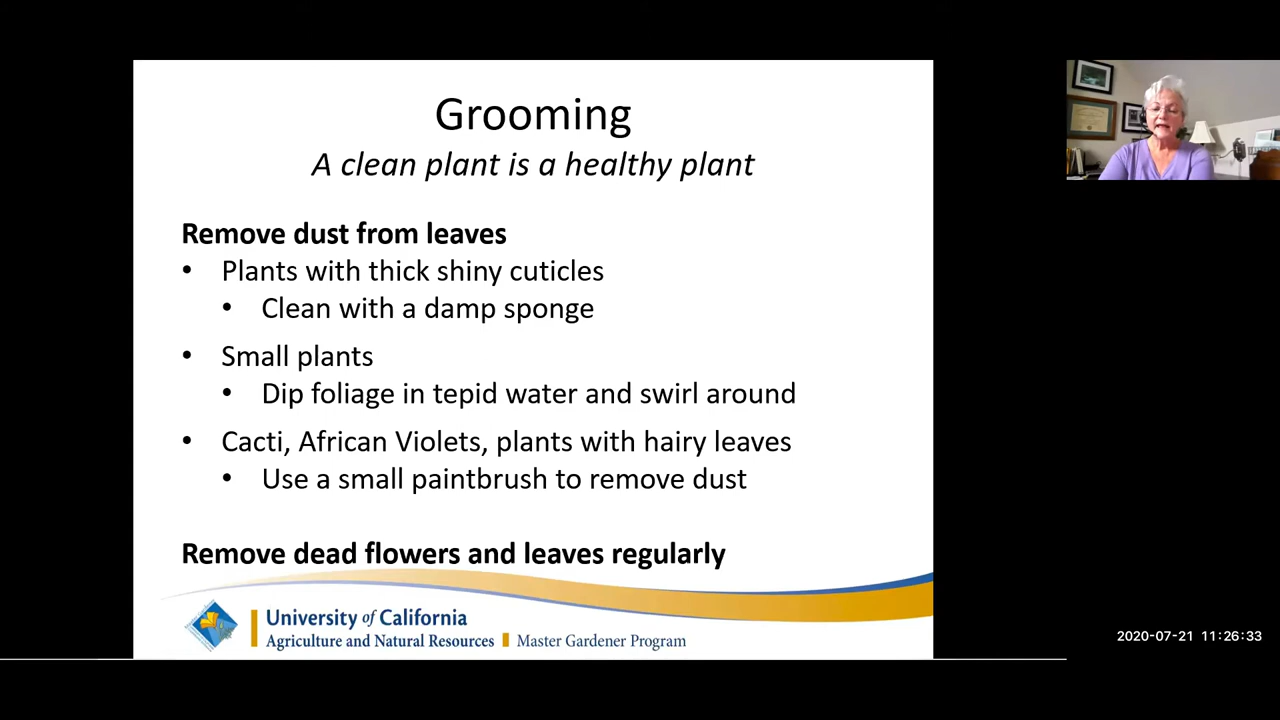 Grooming
A clean plant is a healthy plant
Remove dust from leaves
• Plants with thick shiny cuticles
• Clean with a damp sponge
• Small plants
• Dip foliage in tepid water and swirl around
• Cacti, African Violets, plants with hairy leaves
• Use a small paintbrush to remove dust
Remove dead flowers and leaves regularly
University of California
Agriculture and Natural Resources Master Gardener Program
2020-07-21 11:26:33